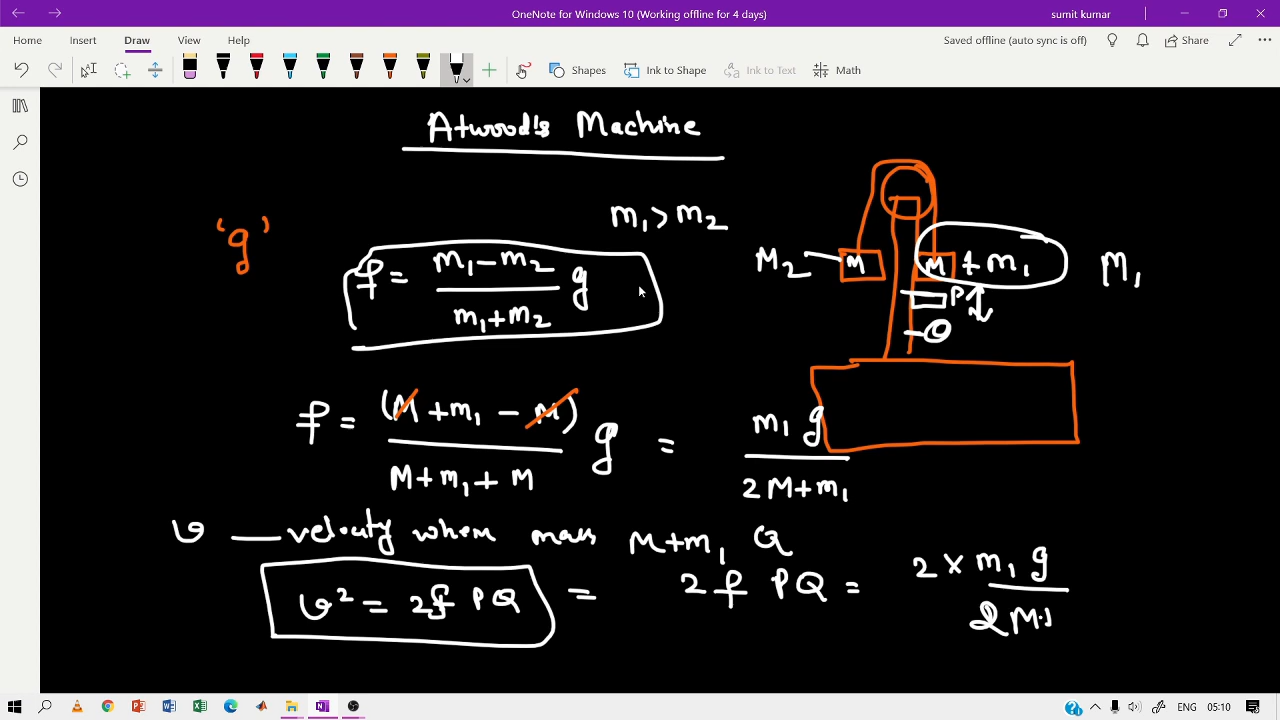 OneNote for Windows 10 (Working offline for 4 days)
sumit kumar
Home Insert Draw View Help
Saved offline (auto sync is off)
Share
Shapes
Ink to Shape
Ink to Text
Math
Atwood's Machine
'g'
m₁ > m₂
f = (m₁ - m₂)/(m₁ + m₂) g
M₂
M
M + m₁
M₁
P
Q
f = (M + m₁ - M)/(M + m₁ + M) g = m₁ g/(2M + m₁)
v — velocity when mass M+m₁ Q
v² = 2f PQ = 2 f PQ = 2 × m₁ g
2M+
ENG 05:10